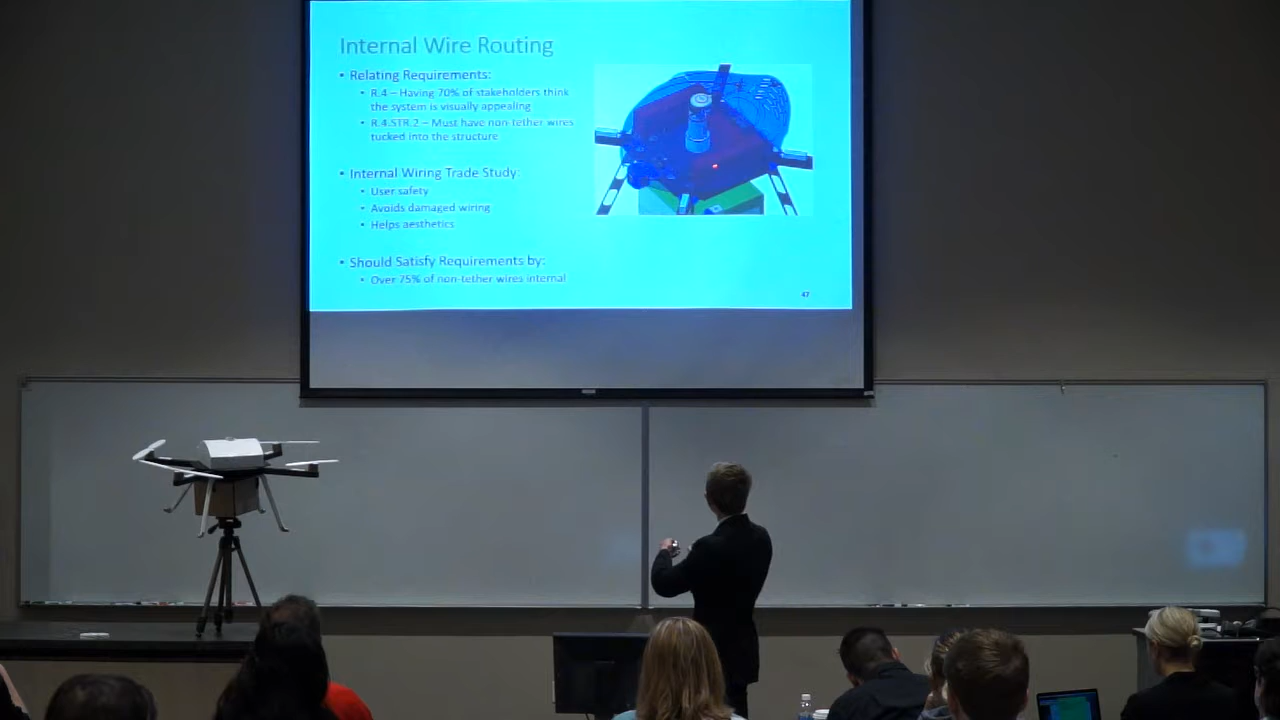 Internal Wire Routing
• Relating Requirements:
• R.4 – Having 70% of stakeholders think
the system is visually appealing
• R.4.STR.2 – Must have non-tether wires
tucked into the structure
• Internal Wiring Trade Study:
• User safety
• Avoids damaged wiring
• Helps aesthetics
• Should Satisfy Requirements by:
• Over 75% of non-tether wires internal
47